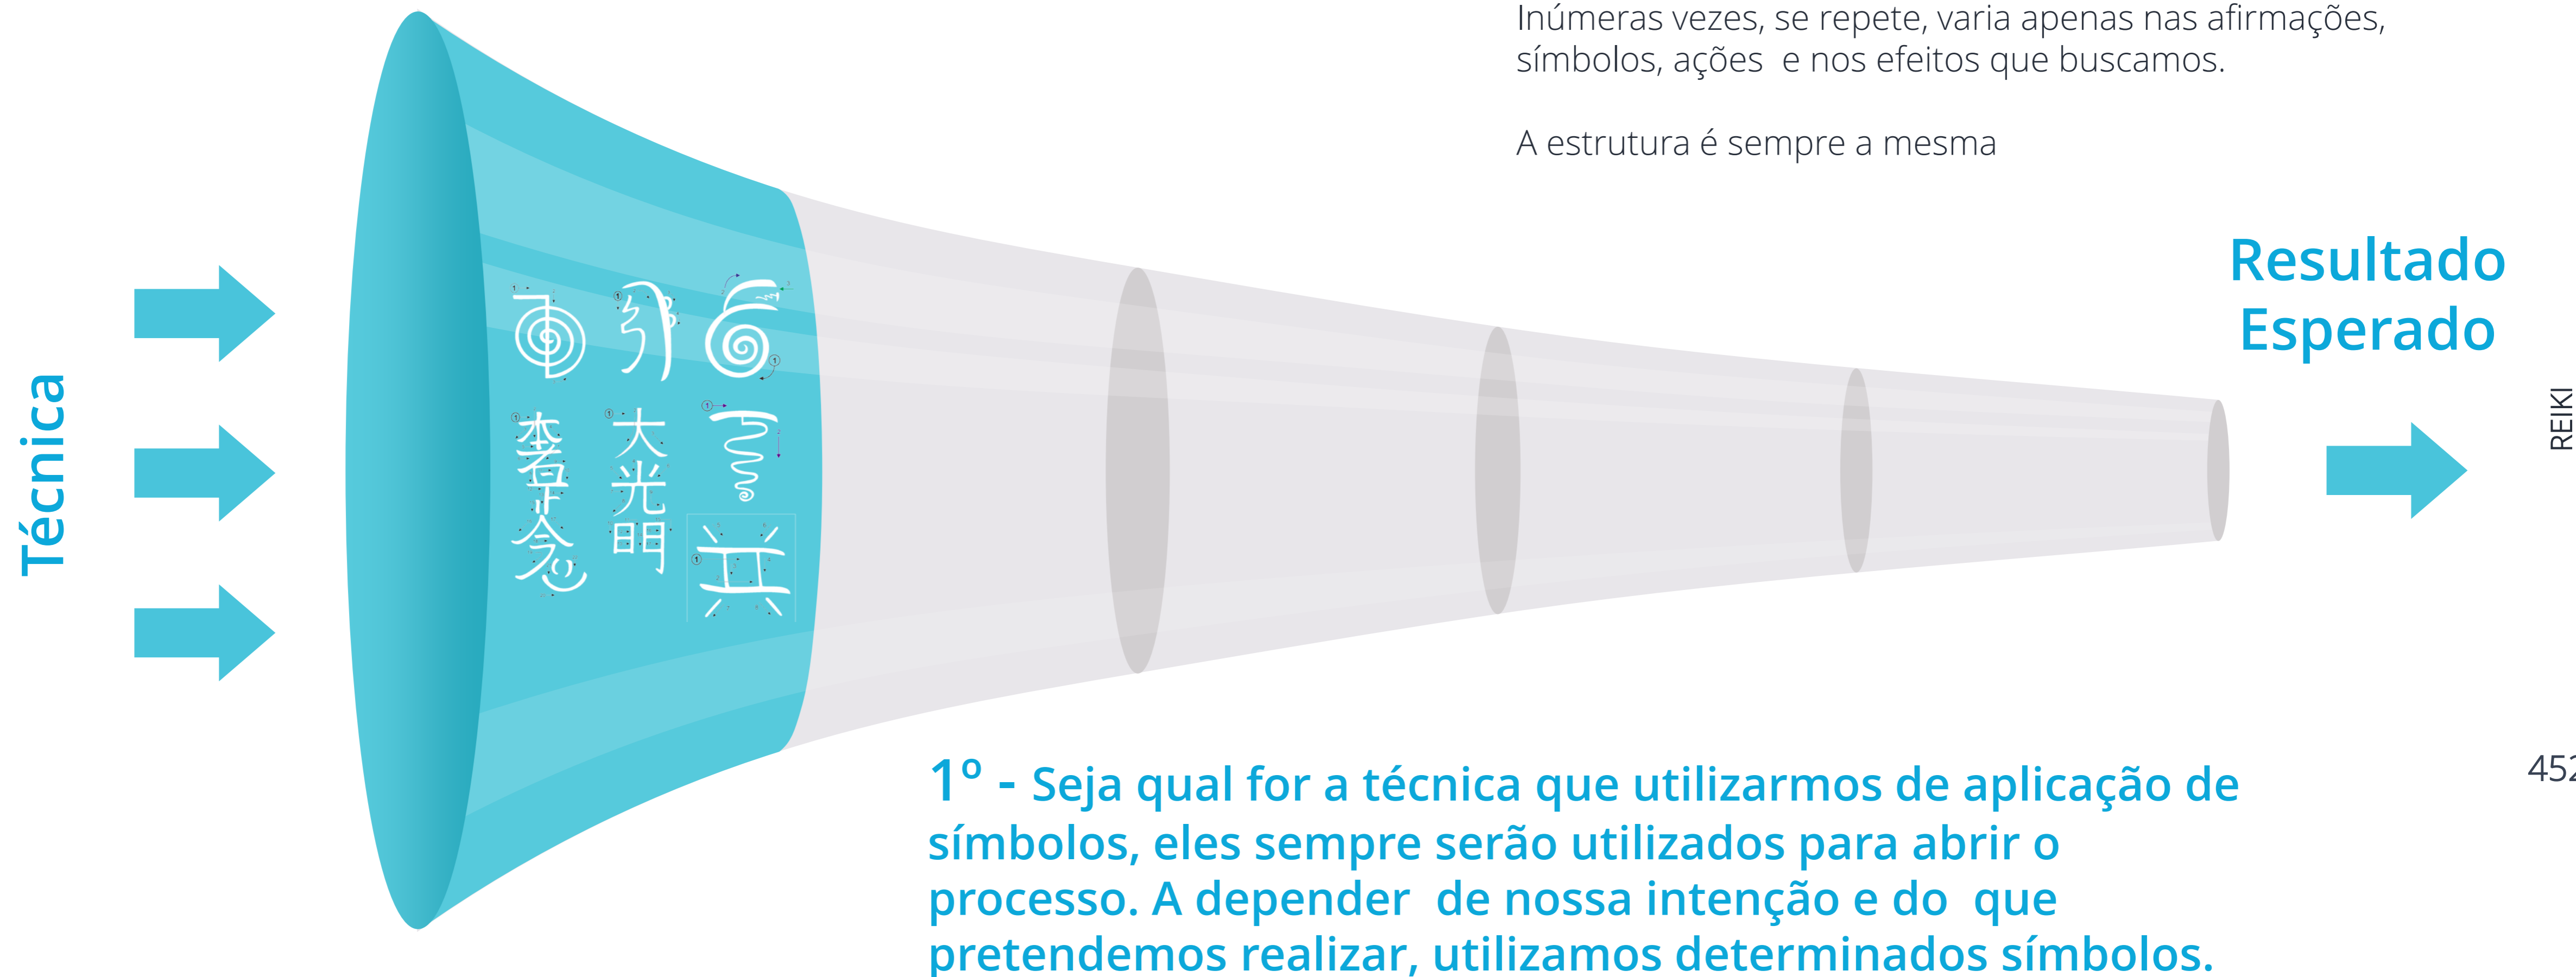 Inúmeras vezes, se repete, varia apenas nas afirmações,
símbolos, ações  e nos efeitos que buscamos.
A estrutura é sempre a mesma
Técnica
大光門
Resultado
Esperado
REIKI
452
1º - Seja qual for a técnica que utilizarmos de aplicação de
símbolos, eles sempre serão utilizados para abrir o
processo. A depender  de nossa intenção e do  que
pretendemos realizar, utilizamos determinados símbolos.